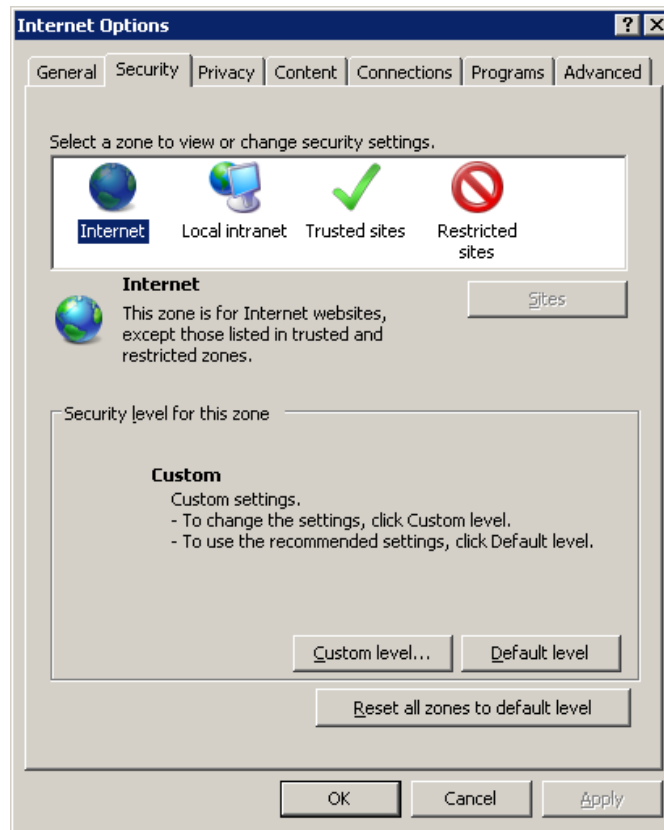 Internet Options
General Security Privacy Content Connections Programs Advanced
Select a zone to view or change security settings.
Internet Local intranet Trusted sites Restricted
sites
Internet
Sites
This zone is for Internet websites,
except those listed in trusted and
restricted zones.
Security level for this zone
Custom
Custom settings.
- To change the settings, click Custom level.
- To use the recommended settings, click Default level.
Custom level... Default level
Reset all zones to default level
OK Cancel Apply